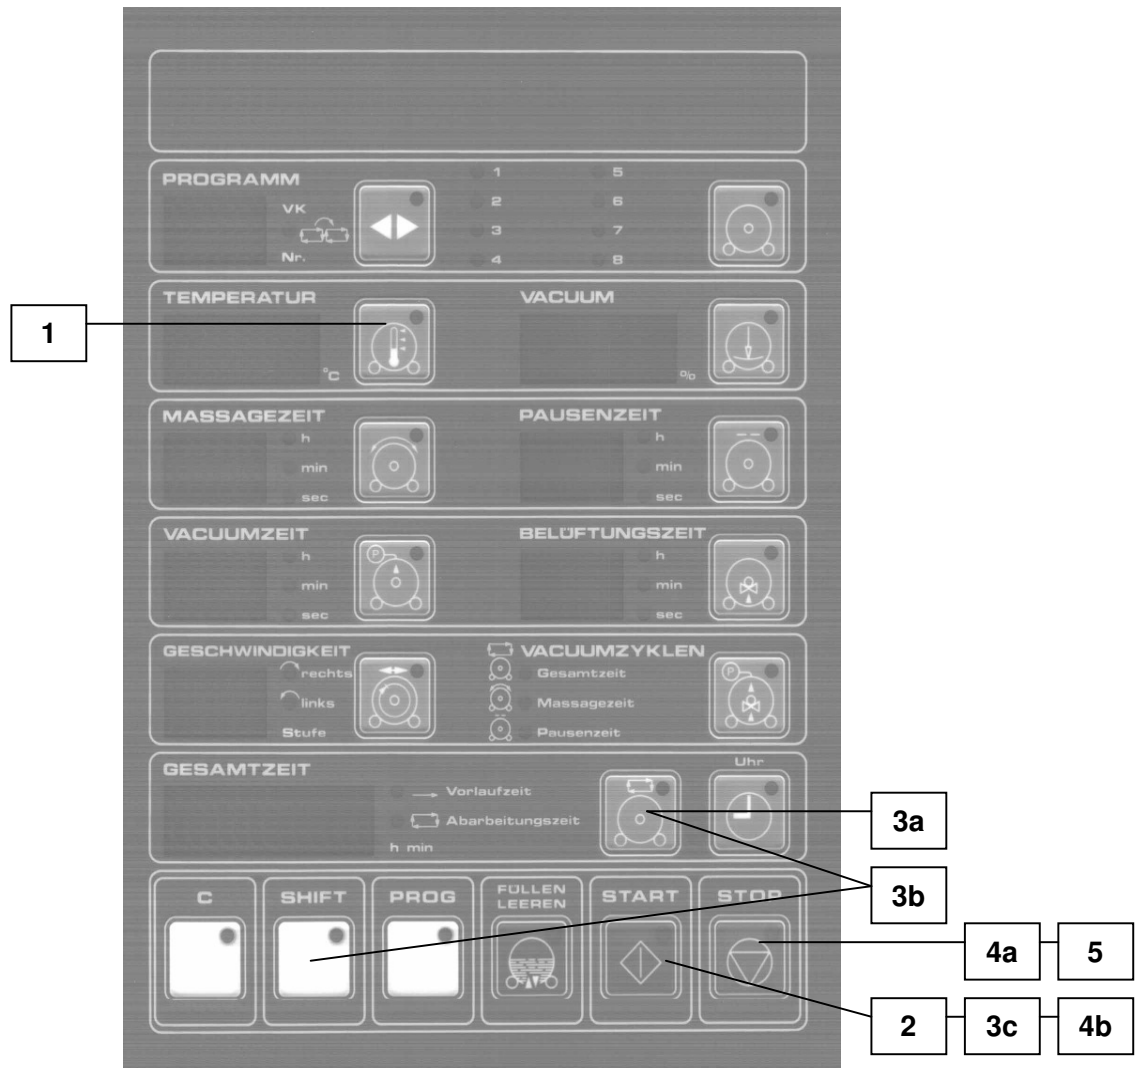 PROGRAMM
VK
Nr.
1 5
2 6
3 7
4 8
TEMPERATUR
°C
VACUUM
%
1
MASSAGEZEIT
h
min
sec
PAUSENZEIT
h
min
sec
VACUUMZEIT
P
h
min
sec
BELÜFTUNGSZEIT
h
min
sec
GESCHWINDIGKEIT
rechts
links
Stufe
VACUUMZYKLEN
P
Gesamtzeit
Massagezeit
Pausenzeit
GESAMTZEIT
Vorlaufzeit
Abarbeitungszeit
h min
Uhr
3a
3b
C
SHIFT
PROG
FÜLLEN
LEEREN
START
STOP
4a 5
2 3c 4b